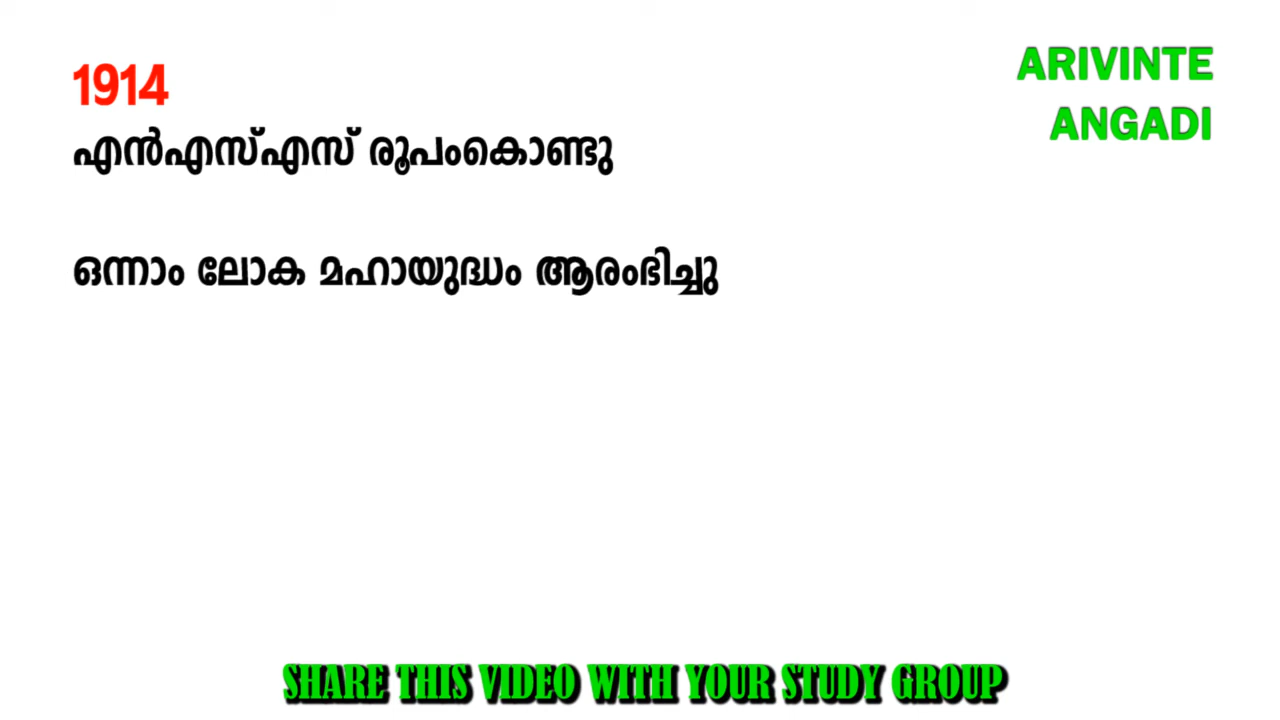 1914
എൻഎസ്എസ് രൂപംകൊണ്ടു
ഒന്നാം ലോക മഹായുദ്ധം ആരംഭിച്ചു
ARIVINTE
ANGADI
SHARE THIS VIDEO WITH YOUR STUDY GROUP